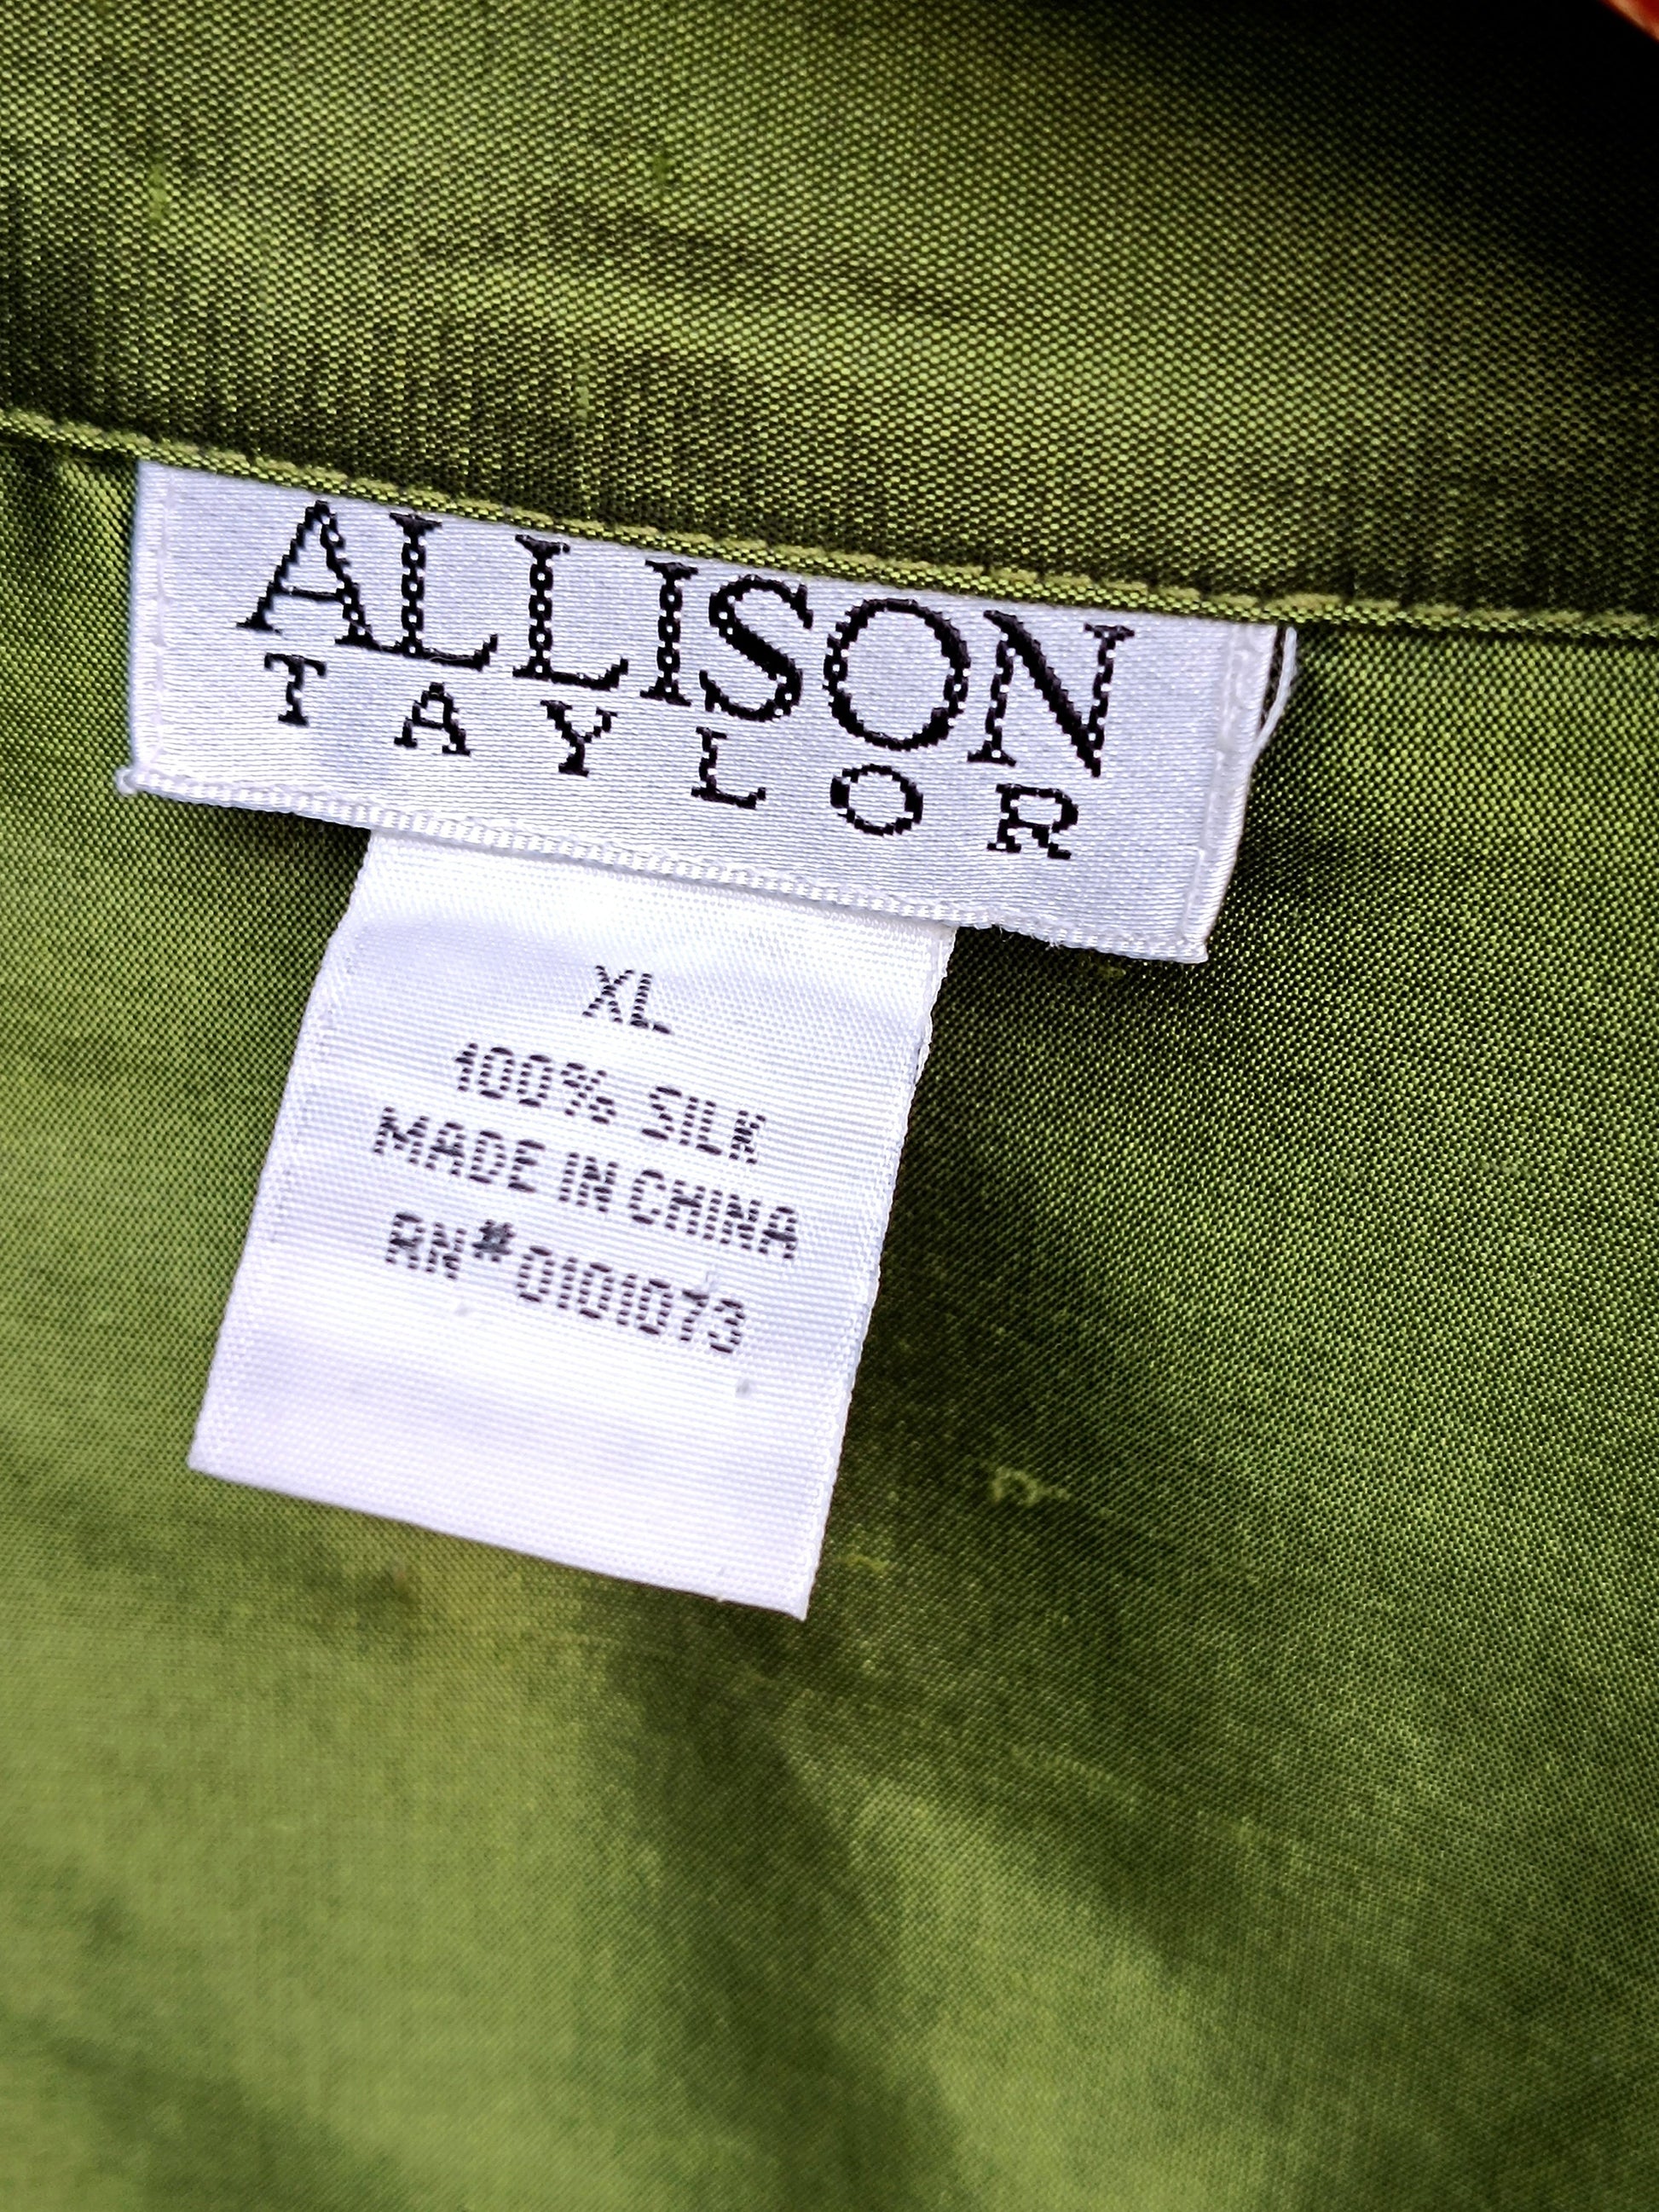 ALLISON
TAYLOR
XL
100% SILK
MADE IN CHINA
RN#0101073